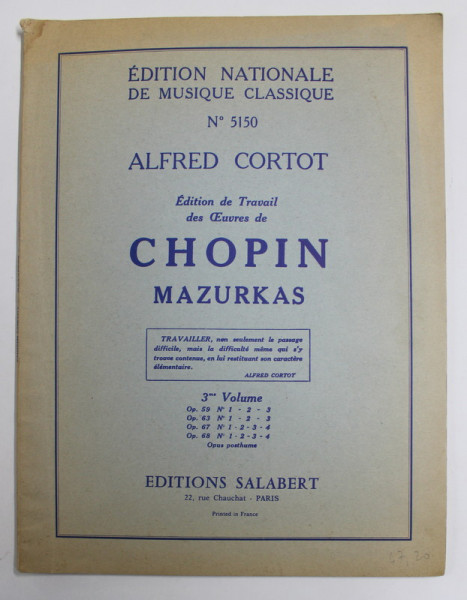 ÉDITION NATIONALE
DE MUSIQUE CLASSIQUE
N° 5150
ALFRED CORTOT
Édition de Travail
des Œuvres de
CHOPIN
MAZURKAS
TRAVAILLER, non seulement le passage
difficile, mais la difficulté même qui s'y
trouve contenue, en lui restituant son caractère
élémentaire.
ALFRED CORTOT
3me Volume
Op. 59 N° 1 - 2 - 3
Op. 63 N° 1 - 2 - 3
Op. 67 N° 1 - 2 - 3 - 4
Op. 68 N° 1 - 2 - 3 - 4
Opus posthume
EDITIONS SALABERT
22, rue Chauchat - PARIS
Printed in France